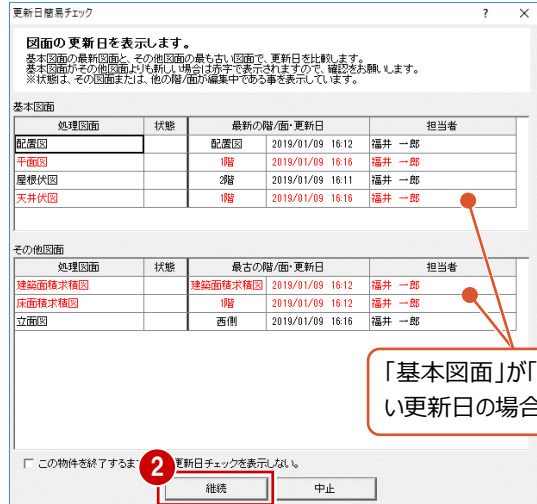 更新日簡易チェック ? ×
図面の更新日を表示します。
基本図面の最新図面と、その他図面の最も古い図面で、更新日を比較します。
基本図面がその他図面よりも新しい場合は赤字で表示されますので、確認をお願いします。
※状態は、その図面または、他の階/面が編集中である事を表示しています。
基本図面
処理図面 状態 最新の階/面・更新日 担当者
配置図 配置図 2019/01/09 16:12 福井 一郎
平面図 1階 2019/01/09 16:16 福井 一郎
屋根伏図 2階 2019/01/09 16:11 福井 一郎
天井伏図 1階 2019/01/09 16:16 福井 一郎
その他図面
処理図面 状態 最古の階/面・更新日 担当者
建築面積求積図 建築面積求積図 2019/01/09 16:12 福井 一郎
床面積求積図 1階 2019/01/09 16:12 福井 一郎
立面図 西側 2019/01/09 16:16 福井 一郎
「基本図面」が「
い更新日の場合
この物件を終了するま 更新日チェックを表示しない。
2
継続 中止